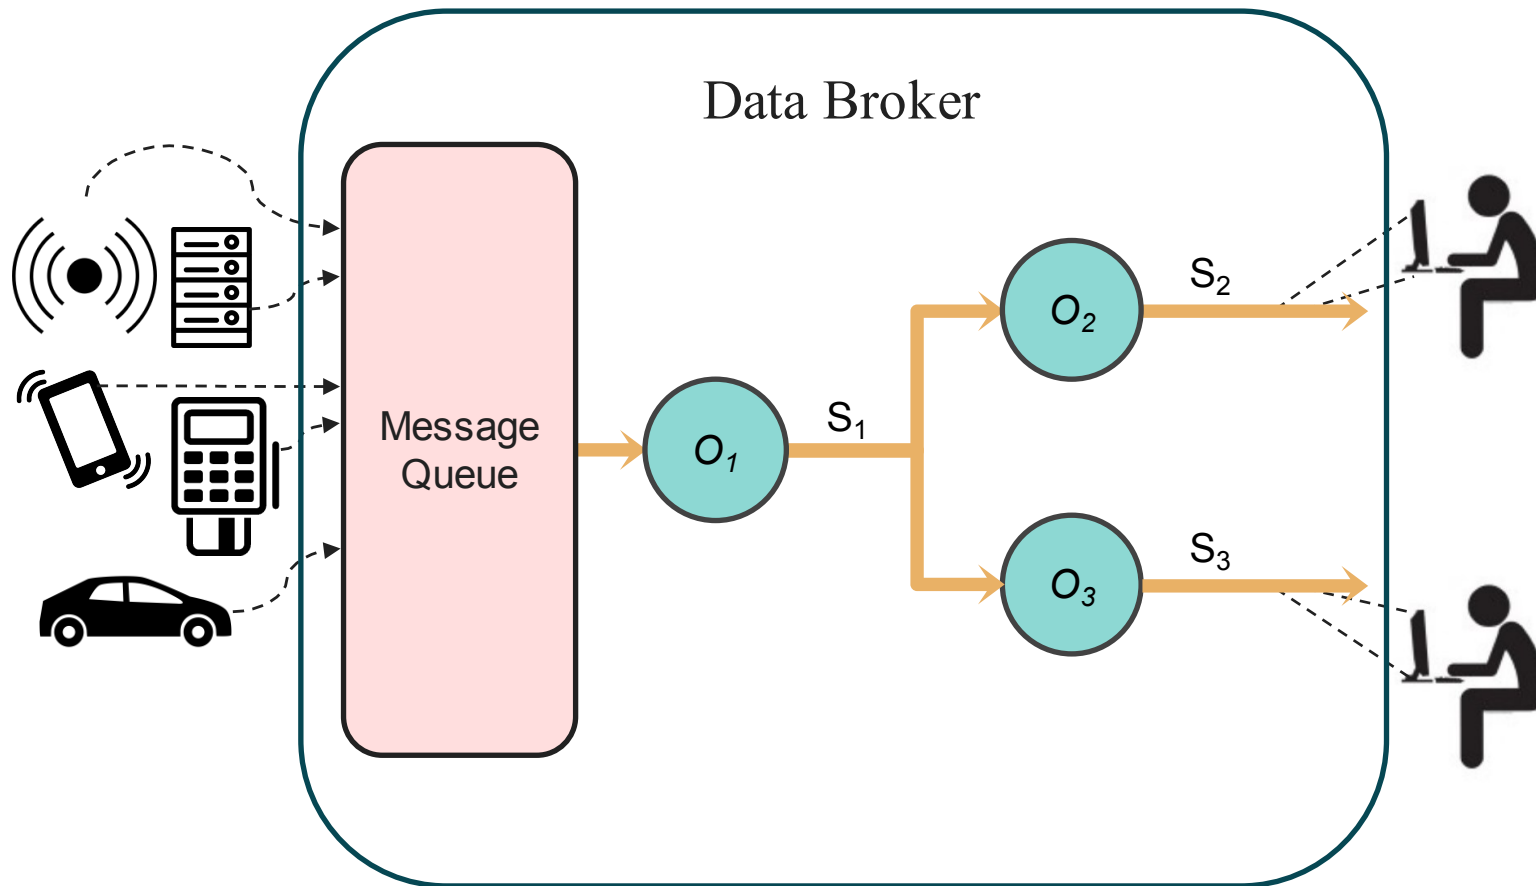 Data Broker
Message
Queue
O1
S1
O2
S2
O3
S3